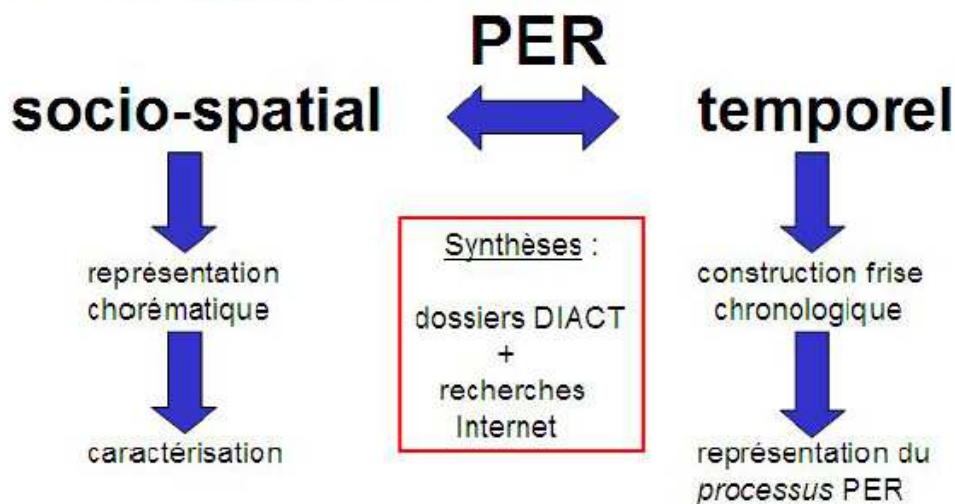 PER
socio-spatial
temporel
représentation
chorématique
caractérisation
Synthèses :
dossiers DIACT
+
recherches
Internet
construction frise
chronologique
représentation du
processus PER